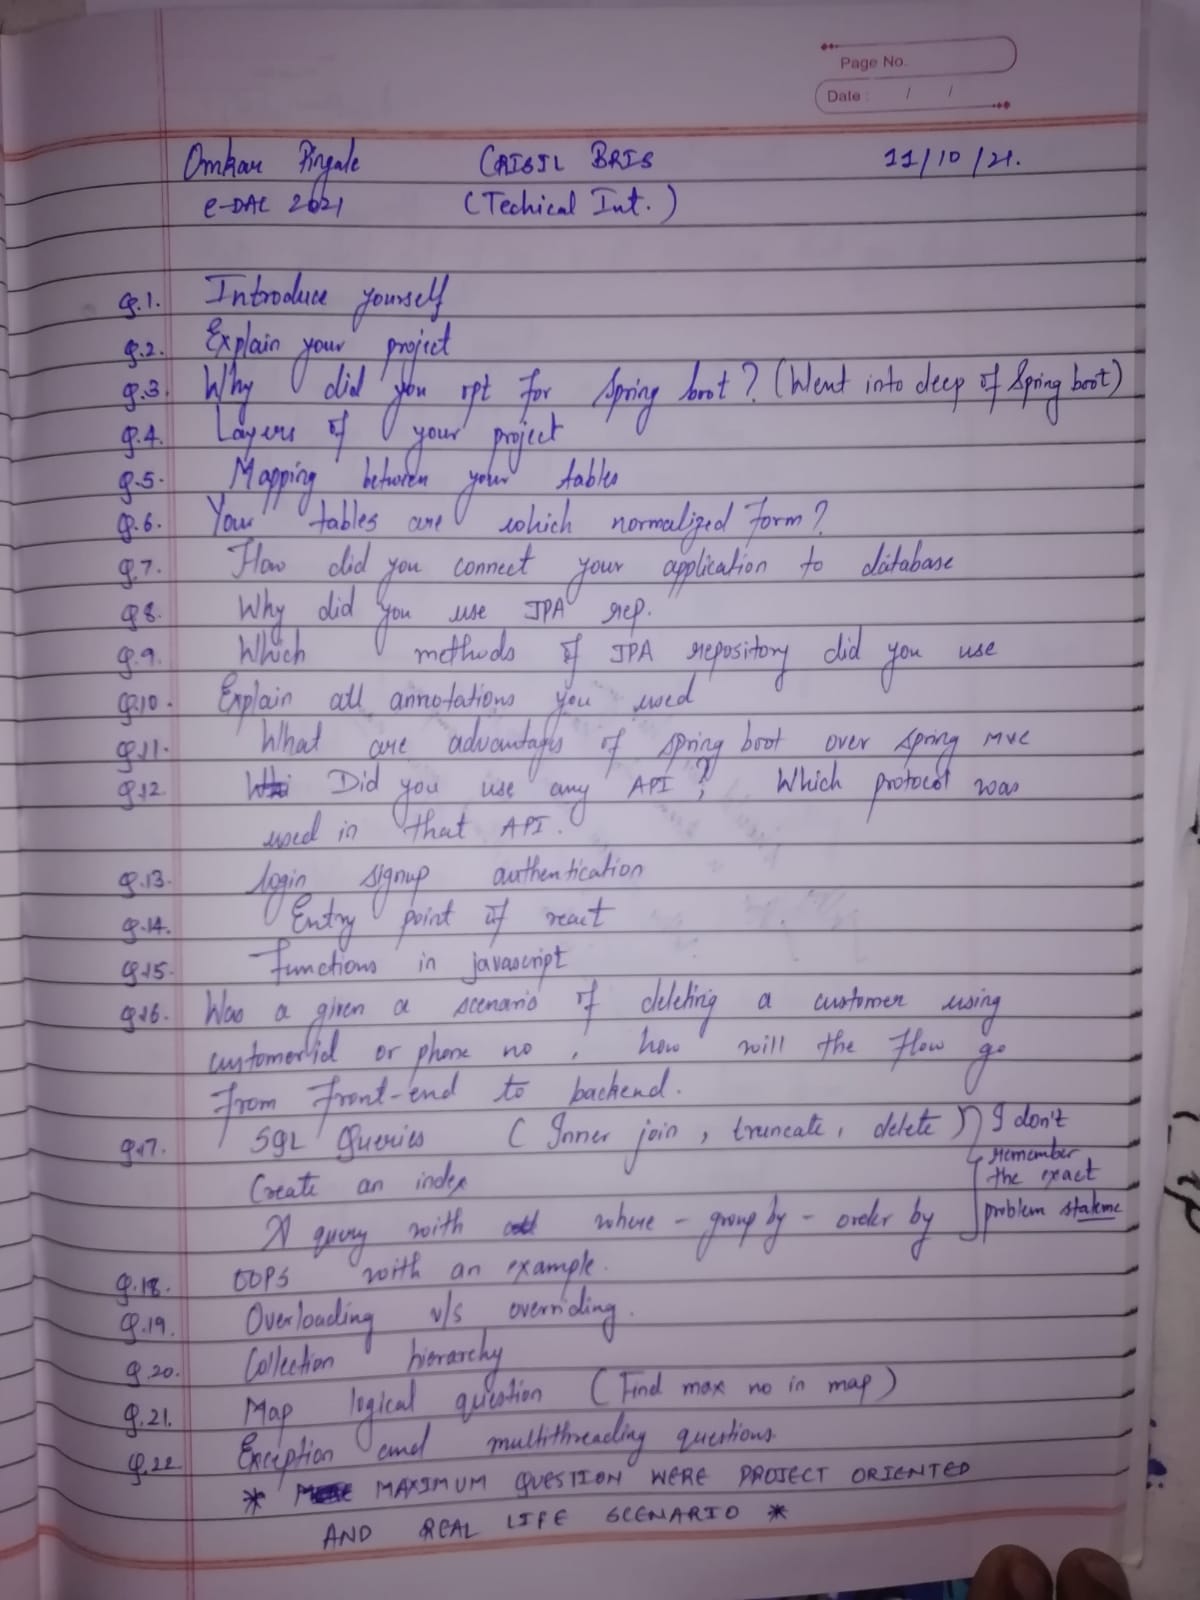 Page No.
Date : / /
Omkar Pingale CRISIL BRIS 11/10/21.
e-DAC 2021 (Techical Int.)
Q.1. Introduce yourself
Q.2. Explain your project
Q.3. Why did you opt for Spring boot? (Went into deep of Spring boot)
Q.4. Layers of your project
Q.5. Mapping between your tables
Q.6. Your tables are which normalized form?
Q.7. How did you connect your application to database
Q8. Why did you use JPA rep.
Q.9. Which methods of JPA repository did you use
Q.10. Explain all annotations you used
Q.11. What are advantages of spring boot over spring MVC
Q.12. Did you use any API? Which protocol was
used in that API.
Q.13. login signup authentication
Q.14. Entry point of react
Q.15. Functions in javascript
Q.16. Was a given a scenario of deleting a customer using
customerid or phone no, how will the flow go
from front-end to backend.
Q.17. SQL Queries (Inner join, truncate, delete) I don't
remember
Create an index the exact
A query with where - group by - order by problem stateme
Q.18. OOPS with an example.
Q.19. Overloading v/s overriding.
Q.20. Collection hierarchy
Q.21. Map logical question (Find max no in map)
Q.22 Exception and multithreading questions.
* MAXIMUM QUESTION WERE PROJECT ORIENTED
AND REAL LIFE SCENARIO *